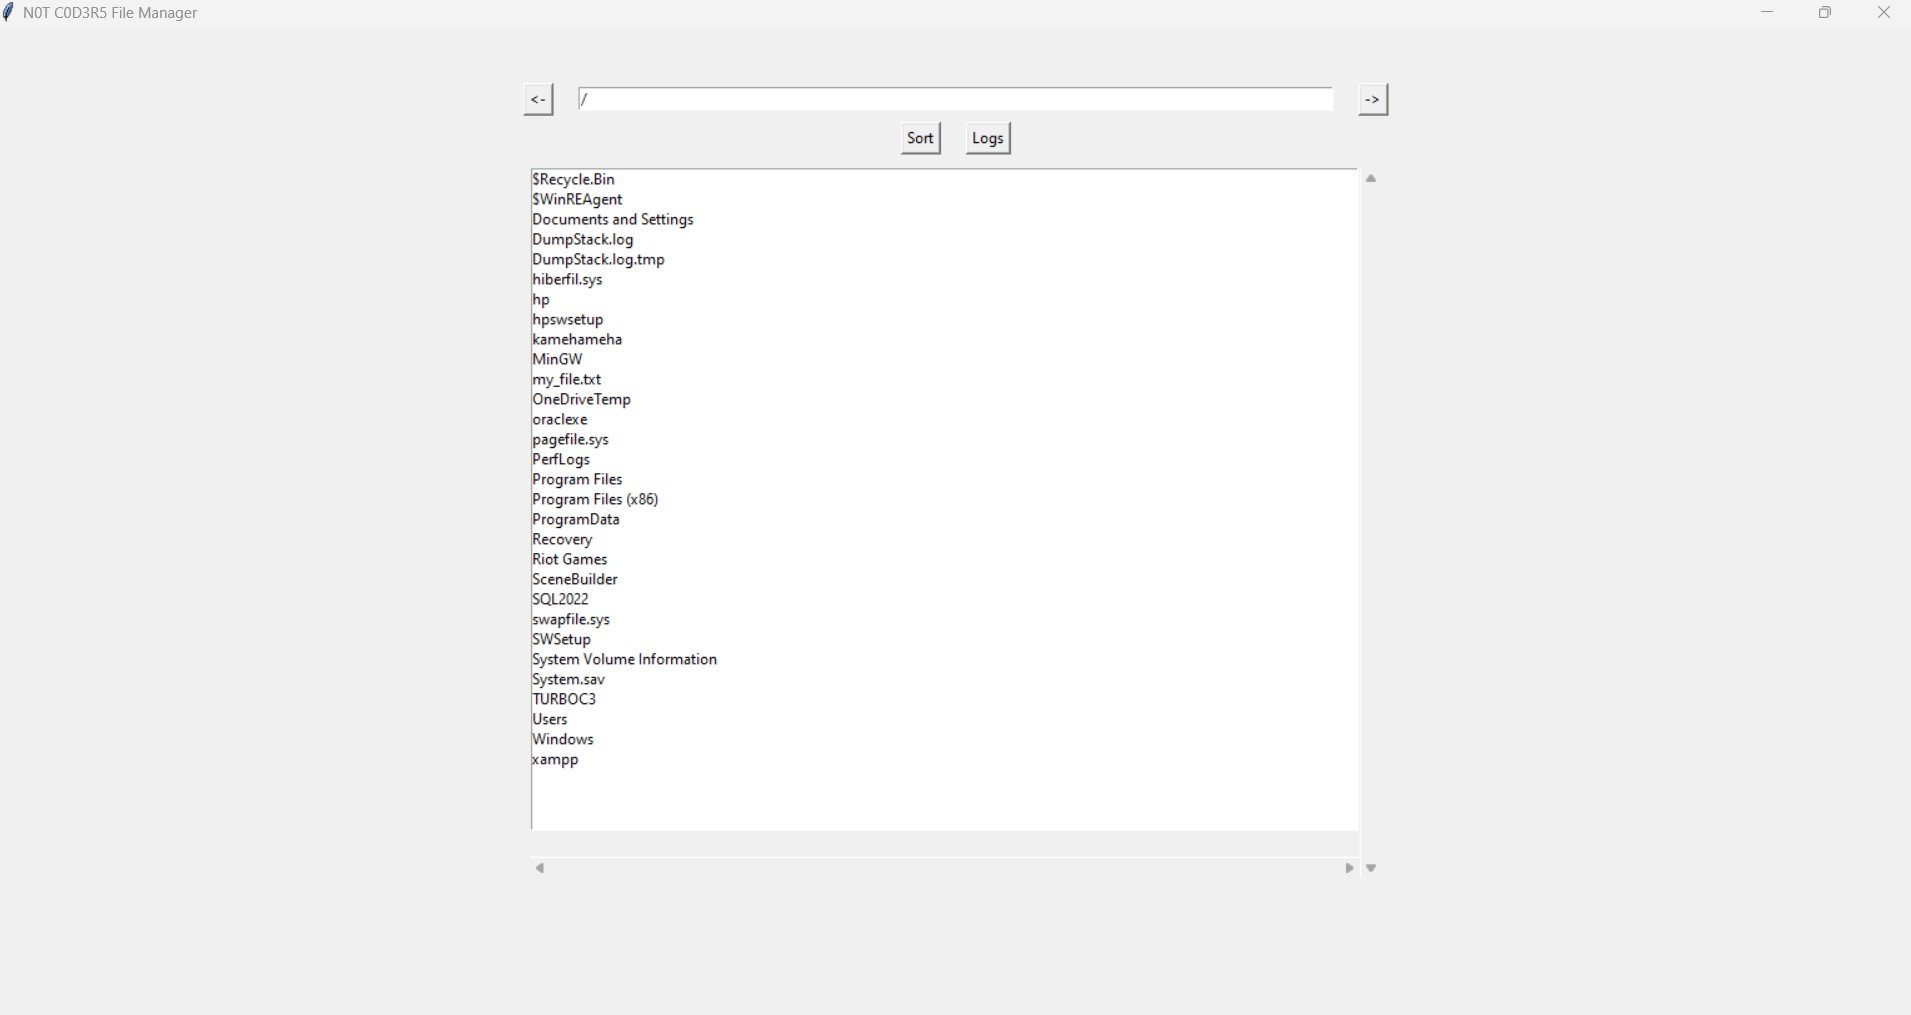 N0T C0D3R5 File Manager
<-
/
->
Sort Logs
$Recycle.Bin
$WinREAgent
Documents and Settings
DumpStack.log
DumpStack.log.tmp
hiberfil.sys
hp
hpswsetup
kamehameha
MinGW
my_file.txt
OneDriveTemp
oraclexe
pagefile.sys
PerfLogs
Program Files
Program Files (x86)
ProgramData
Recovery
Riot Games
SceneBuilder
SQL2022
swapfile.sys
SWSetup
System Volume Information
System.sav
TURBOC3
Users
Windows
xampp